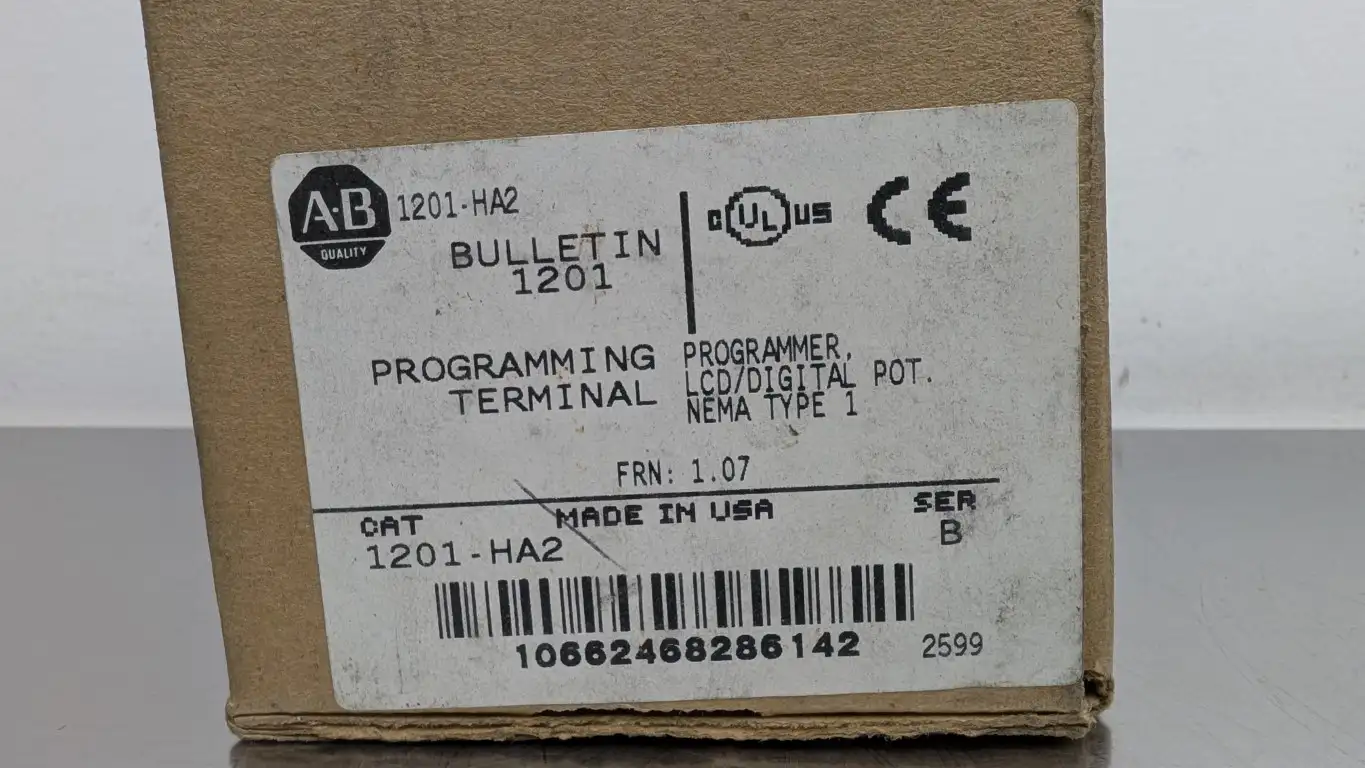 A-B
QUALITY
1201-HA2
BULLETIN
1201
c UL US CE
PROGRAMMING
TERMINAL
PROGRAMMER,
LCD/DIGITAL POT.
NEMA TYPE 1
FRN: 1.07
CAT
1201-HA2
MADE IN USA
SER
B
10662468286142
2599